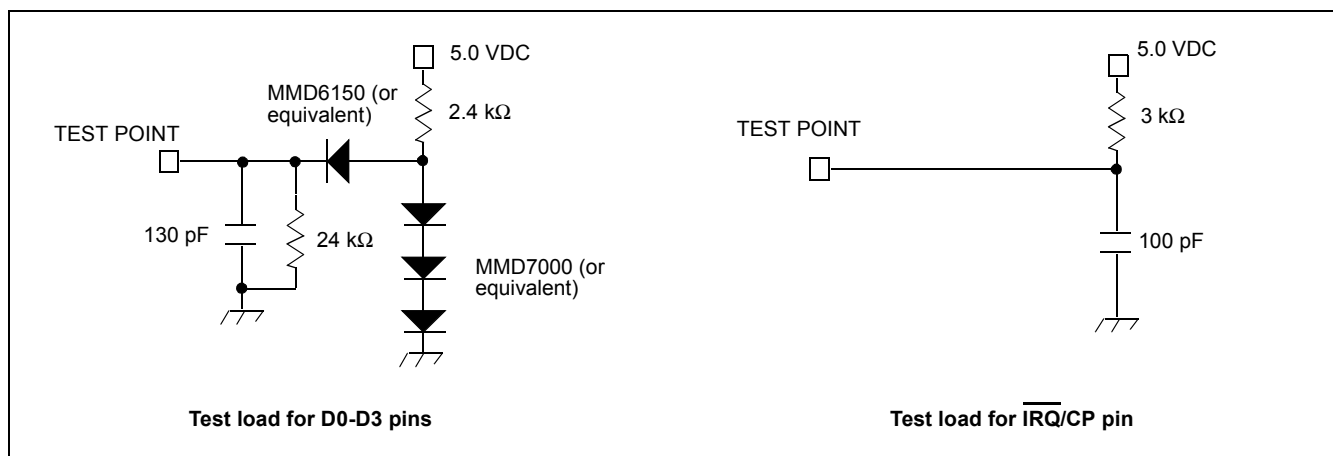 5.0 VDC
MMD6150 (or
equivalent)
2.4 kΩ
TEST POINT
130 pF
24 kΩ
MMD7000 (or
equivalent)
Test load for D0-D3 pins
5.0 VDC
3 kΩ
TEST POINT
100 pF
Test load for I̅R̅Q̅/CP pin